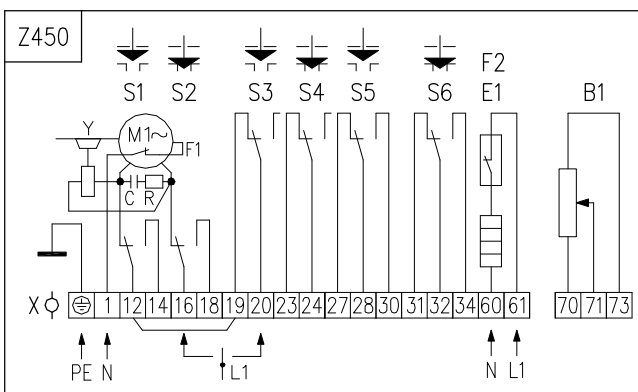 Z450
S1 S2 S3 S4 S5 S6 F2
E1 B1
Y M1~ F1
C R
X 1 12 14 16 18 19 20 23 24 27 28 30 31 32 34 60 61 70 71 73
PE N L1 N L1